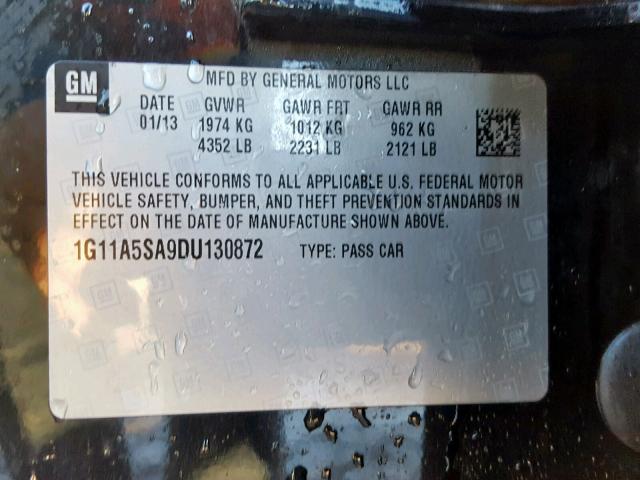 GM
MFD BY GENERAL MOTORS LLC
DATE GVWR GAWR FRT GAWR RR
01/13 1974 KG 1012 KG 962 KG
4352 LB 2231 LB 2121 LB
THIS VEHICLE CONFORMS TO ALL APPLICABLE U.S. FEDERAL MOTOR
VEHICLE SAFETY, BUMPER, AND THEFT PREVENTION STANDARDS IN
EFFECT ON THE DATE OF MANUFACTURE SHOWN ABOVE.
1G11A5SA9DU130872 TYPE: PASS CAR